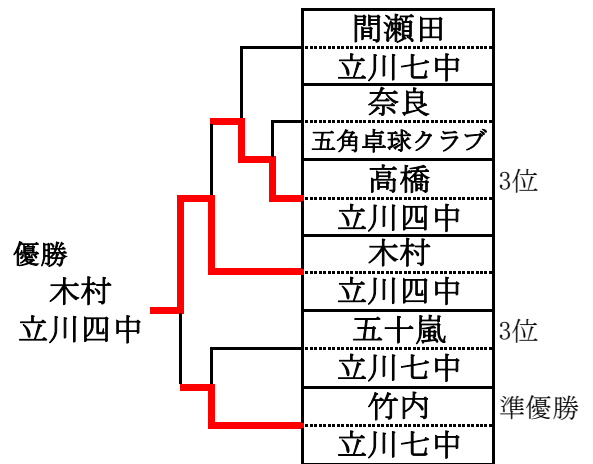 間瀬田
立川七中
奈良
五角卓球クラブ
高橋
3位
立川四中
木村
立川四中
五十嵐
3位
立川七中
竹内
準優勝
立川七中
優勝
木村
立川四中